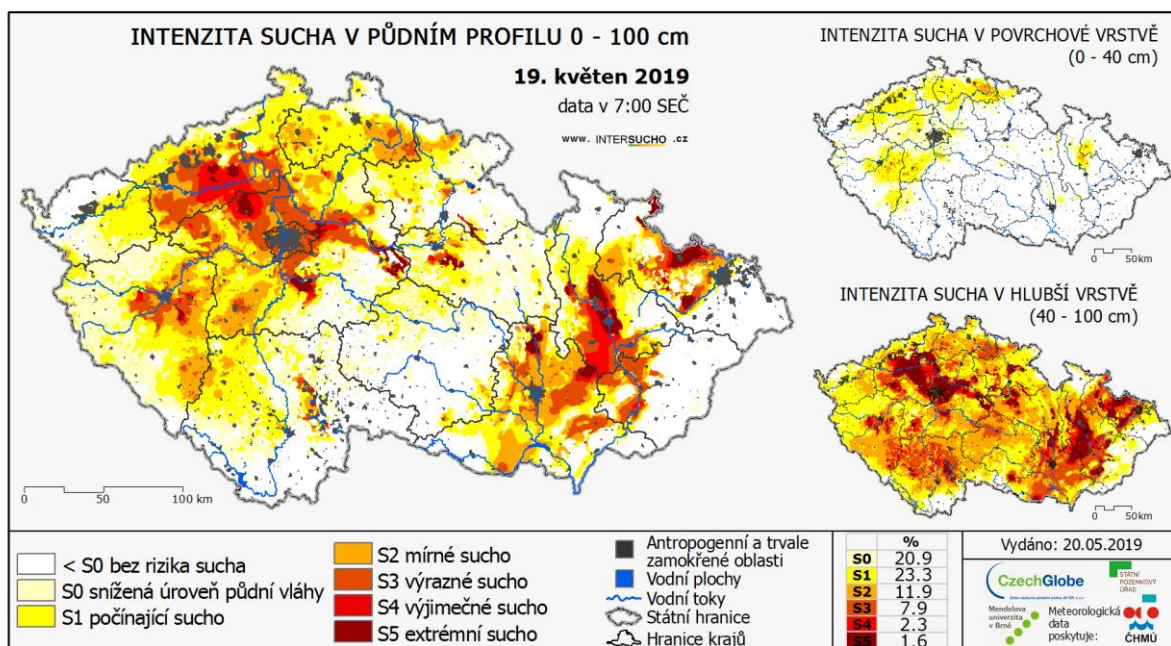 INTENZITA SUCHA V PŮDNÍM PROFILU 0 - 100 cm
19. květen 2019
data v 7:00 SEČ
www. INTERSUCHO .cz
0 50 100 km
INTENZITA SUCHA V POVRCHOVÉ VRSTVĚ
(0 - 40 cm)
0 50km
INTENZITA SUCHA V HLUBŠÍ VRSTVĚ
(40 - 100 cm)
0 50km
< S0 bez rizika sucha
S0 snížená úroveň půdní vláhy
S1 počínající sucho
S2 mírné sucho
S3 výrazné sucho
S4 výjimečné sucho
S5 extrémní sucho
Antropogenní a trvale
zamokřené oblasti
Vodní plochy
Vodní toky
Státní hranice
Hranice krajů
%
S0 20.9
S1 23.3
S2 11.9
S3 7.9
S4 2.3
S5 1.6
Vydáno: 20.05.2019
CzechGlobe
STÁTNÍ
POZEMKOVÝ
ÚŘAD
Mendelova
univerzita
v Brně
Meteorologická
data
poskytuje:
ČHMÚ